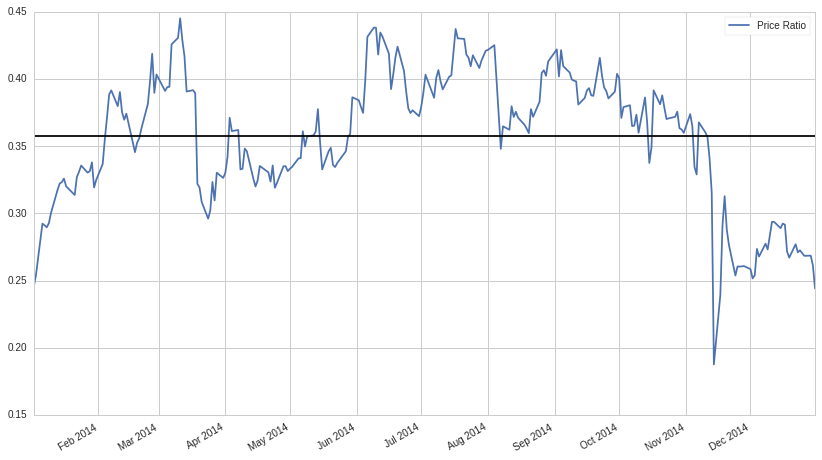 0.45
Price Ratio
0.40
0.35
0.30
0.25
0.20
0.15
Feb 2014
Mar 2014
Apr 2014
May 2014
Jun 2014
Jul 2014
Aug 2014
Sep 2014
Oct 2014
Nov 2014
Dec 2014